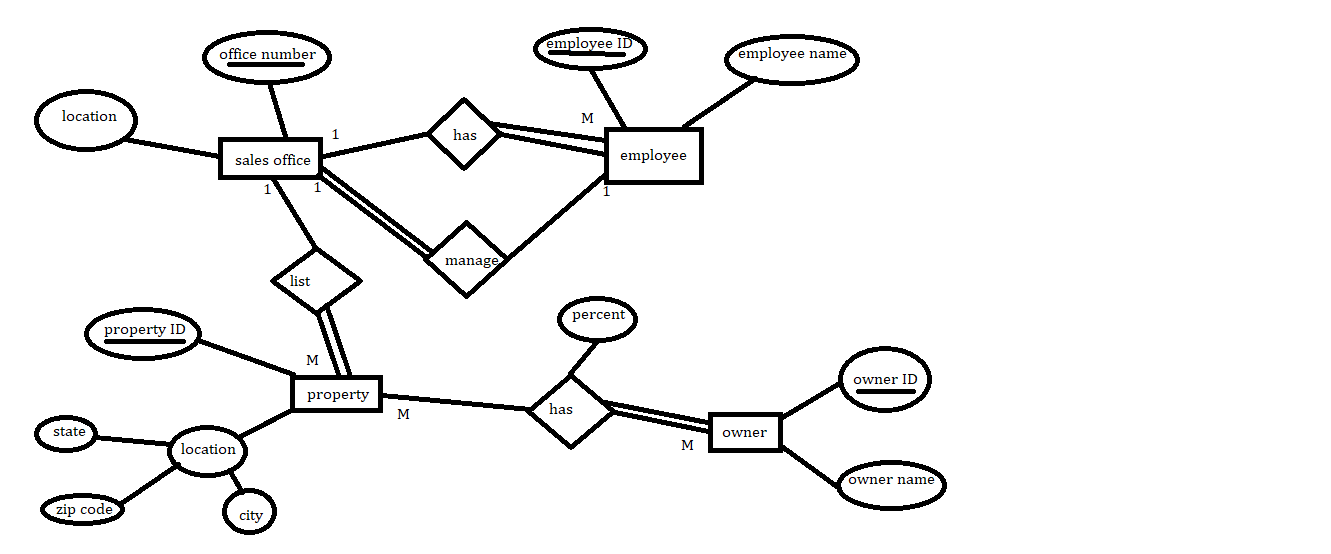 office number
employee ID
employee name
location
sales office
1
has
M
employee
1
1
1
manage
list
property ID
M
percent
property
M
has
M
owner
owner ID
owner name
state
location
zip code
city